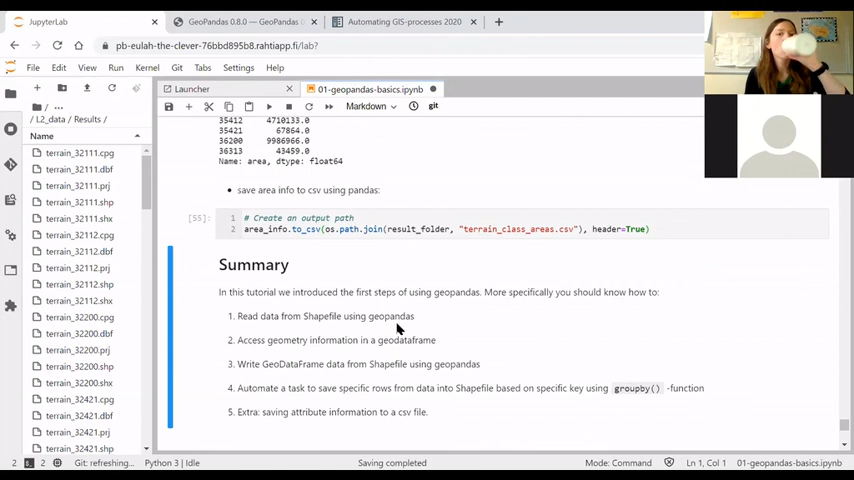 JupyterLab
GeoPandas 0.8.0 — GeoPandas 0
Automating GIS-processes 2020
pb-eulah-the-clever-76bbd895b8.rahtiapp.fi/lab?
File Edit View Run Kernel Git Tabs Settings Help
Launcher
01-geopandas-basics.ipynb
Markdown
git
/ L2_data / Results /
Name
terrain_32111.cpg
terrain_32111.dbf
terrain_32111.prj
terrain_32111.shp
terrain_32111.shx
terrain_32112.cpg
terrain_32112.dbf
terrain_32112.prj
terrain_32112.shp
terrain_32112.shx
terrain_32200.cpg
terrain_32200.dbf
terrain_32200.prj
terrain_32200.shp
terrain_32200.shx
terrain_32421.cpg
terrain_32421.dbf
terrain_32421.prj
terrain_32421.shp
35412 4710133.0
35421 67864.0
36200 9986966.0
36313 43459.0
Name: area, dtype: float64
• save area info to csv using pandas:
[55]:
1 # Create an output path
2 area_info.to_csv(os.path.join(result_folder, "terrain_class_areas.csv"), header=True)
Summary
In this tutorial we introduced the first steps of using geopandas. More specifically you should know how to:
1. Read data from Shapefile using geopandas
2. Access geometry information in a geodataframe
3. Write GeoDataFrame data from Shapefile using geopandas
4. Automate a task to save specific rows from data into Shapefile based on specific key using groupby() -function
5. Extra: saving attribute information to a csv file.
2 2 Git: refreshing... Python 3 | Idle Saving completed Mode: Command Ln 1, Col 1 01-geopandas-basics.ipynb